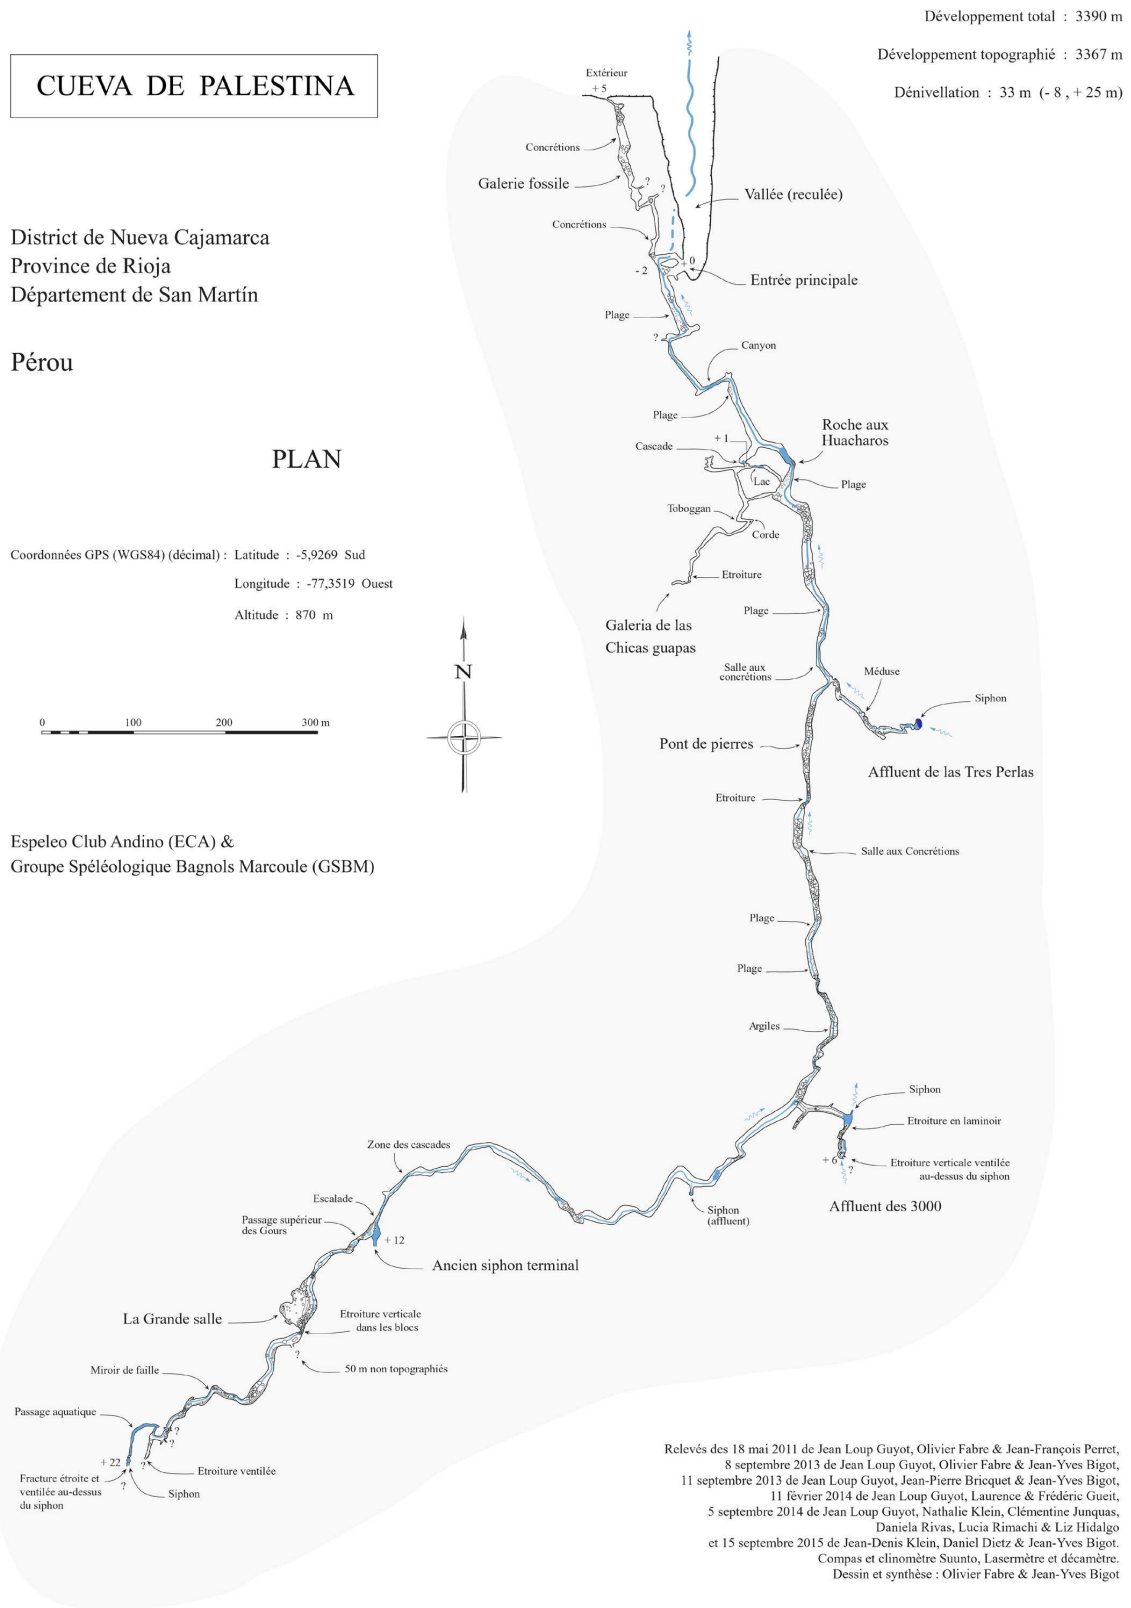 Développement total : 3390 m
Développement topographié : 3367 m
Dénivellation : 33 m (- 8 , + 25 m)
CUEVA DE PALESTINA
District de Nueva Cajamarca
Province de Rioja
Département de San Martín
Pérou
PLAN
Coordonnées GPS (WGS84) (décimal) : Latitude : -5,9269 Sud
Longitude : -77,3519 Ouest
Altitude : 870 m
N
0 100 200 300 m
Espeleo Club Andino (ECA) &
Groupe Spéléologique Bagnols Marcoule (GSBM)
Extérieur
+ 5
Concrétions
Galerie fossile
?
?
Vallée (reculée)
Concrétions
- 2
+ 0
Entrée principale
Plage
?
Canyon
Plage
Roche aux
Huacharos
+ 1
Cascade
Lac
Plage
Toboggan
Corde
Etroiture
Plage
Galeria de las
Chicas guapas
Salle aux
concrétions
Méduse
Siphon
Pont de pierres
Affluent de las Tres Perlas
Etroiture
Salle aux Concrétions
Plage
Plage
Argiles
Siphon
Etroiture en laminoir
+ 6
?
Etroiture verticale ventilée
au-dessus du siphon
Affluent des 3000
Zone des cascades
Escalade
Siphon
(affluent)
Passage supérieur
des Gours
+ 12
Ancien siphon terminal
La Grande salle
Etroiture verticale
dans les blocs
?
50 m non topographiés
Miroir de faille
Passage aquatique
?
?
+ 22
?
Etroiture ventilée
Fracture étroite et
ventilée au-dessus
du siphon
?
Siphon
Relevés des 18 mai 2011 de Jean Loup Guyot, Olivier Fabre & Jean-François Perret,
8 septembre 2013 de Jean Loup Guyot, Olivier Fabre & Jean-Yves Bigot,
11 septembre 2013 de Jean Loup Guyot, Jean-Pierre Bricquet & Jean-Yves Bigot,
11 février 2014 de Jean Loup Guyot, Laurence & Frédéric Gueit,
5 septembre 2014 de Jean Loup Guyot, Nathalie Klein, Clémentine Junquas,
Daniela Rivas, Lucia Rimachi & Liz Hidalgo
et 15 septembre 2015 de Jean-Denis Klein, Daniel Dietz & Jean-Yves Bigot.
Compas et clinomètre Suunto, Lasermètre et décamètre.
Dessin et synthèse : Olivier Fabre & Jean-Yves Bigot